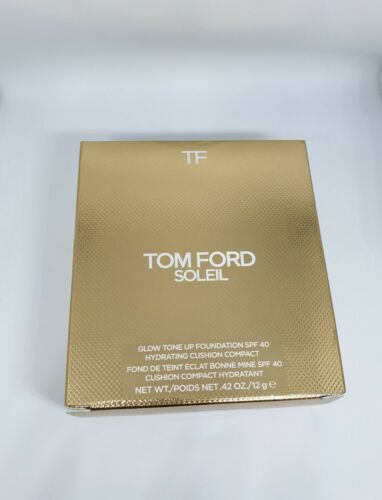 TF
TOM FORD
SOLEIL
GLOW TONE UP FOUNDATION SPF 40
HYDRATING CUSHION COMPACT
FOND DE TEINT ÉCLAT BONNE MINE SPF 40
CUSHION COMPACT HYDRATANT
NET WT./POIDS NET .42 OZ./12 g ℮